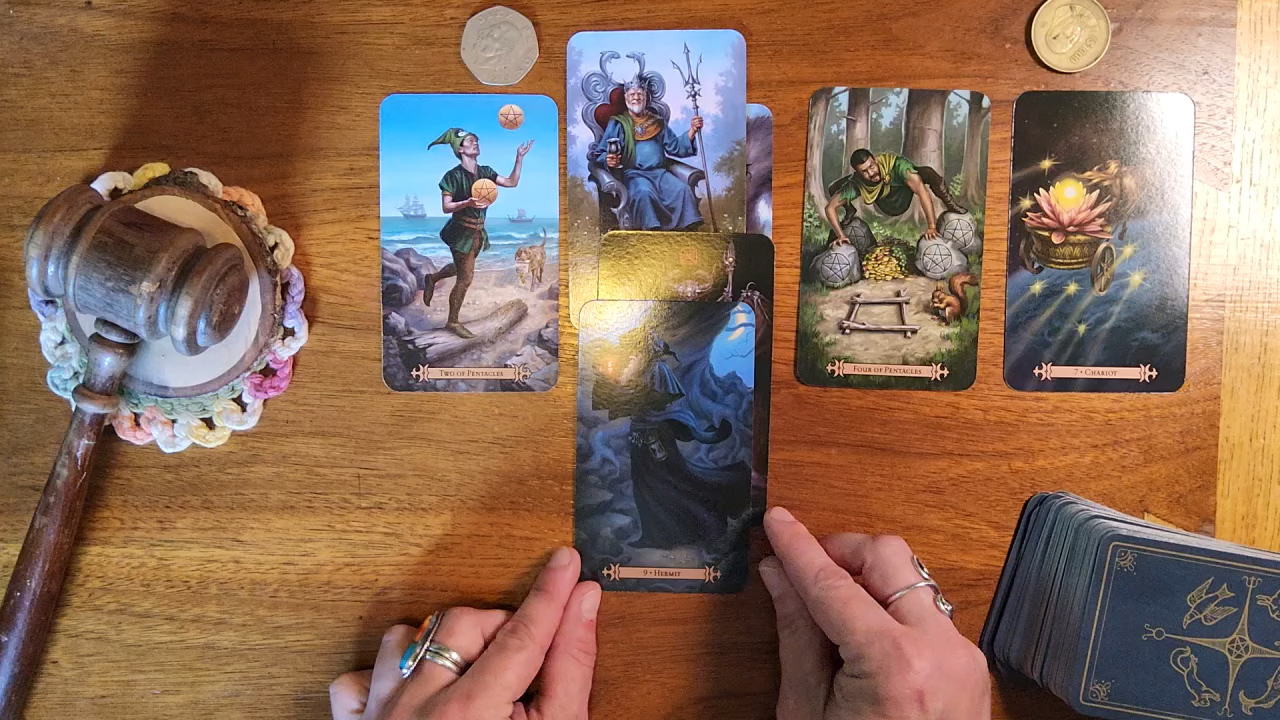 TWO OF PENTACLES
FOUR OF PENTACLES
7 • CHARIOT
9 • HERMIT